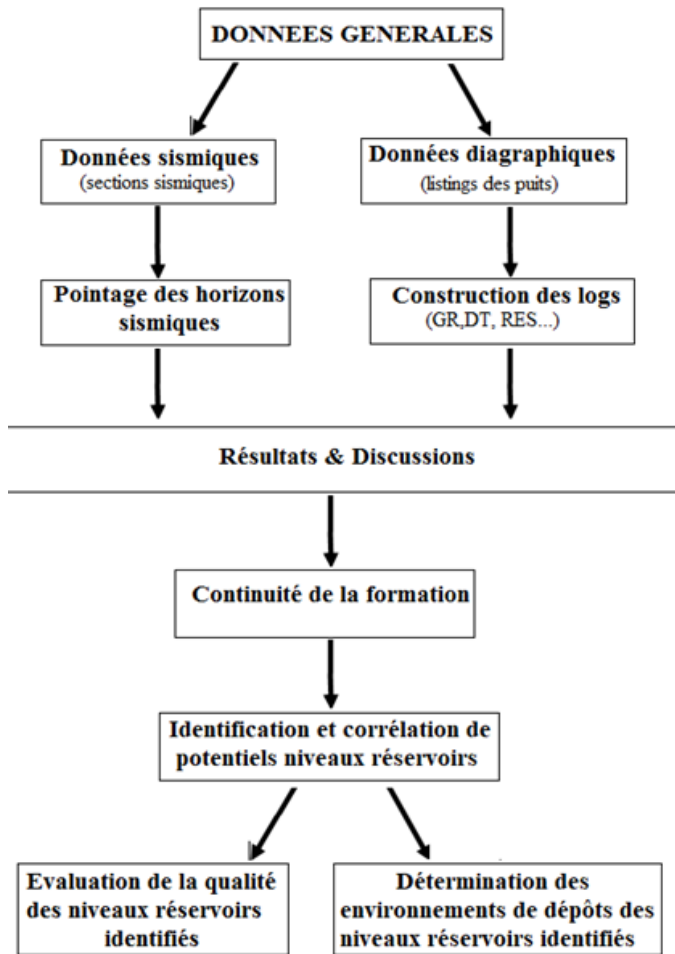 DONNEES GENERALES
Données sismiques
(sections sismiques)
Données diagraphiques
(listings des puits)
Pointage des horizons
sismiques
Construction des logs
(GR,DT, RES...)
Résultats & Discussions
Continuité de la formation
Identification et corrélation de
potentiels niveaux réservoirs
Evaluation de la qualité
des niveaux réservoirs
identifiés
Détermination des
environnements de dépôts des
niveaux réservoirs identifiés